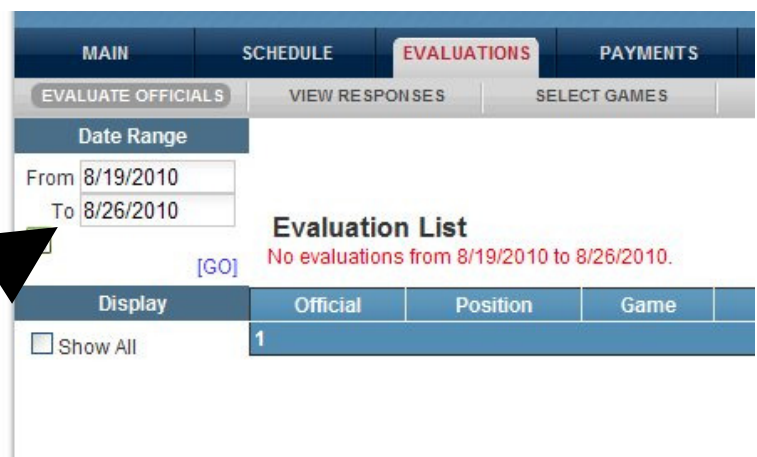 MAIN SCHEDULE EVALUATIONS PAYMENTS
EVALUATE OFFICIALS VIEW RESPONSES SELECT GAMES
Date Range
From 8/19/2010
To 8/26/2010
[GO]
Evaluation List
No evaluations from 8/19/2010 to 8/26/2010.
Display
Show All
Official Position Game
1